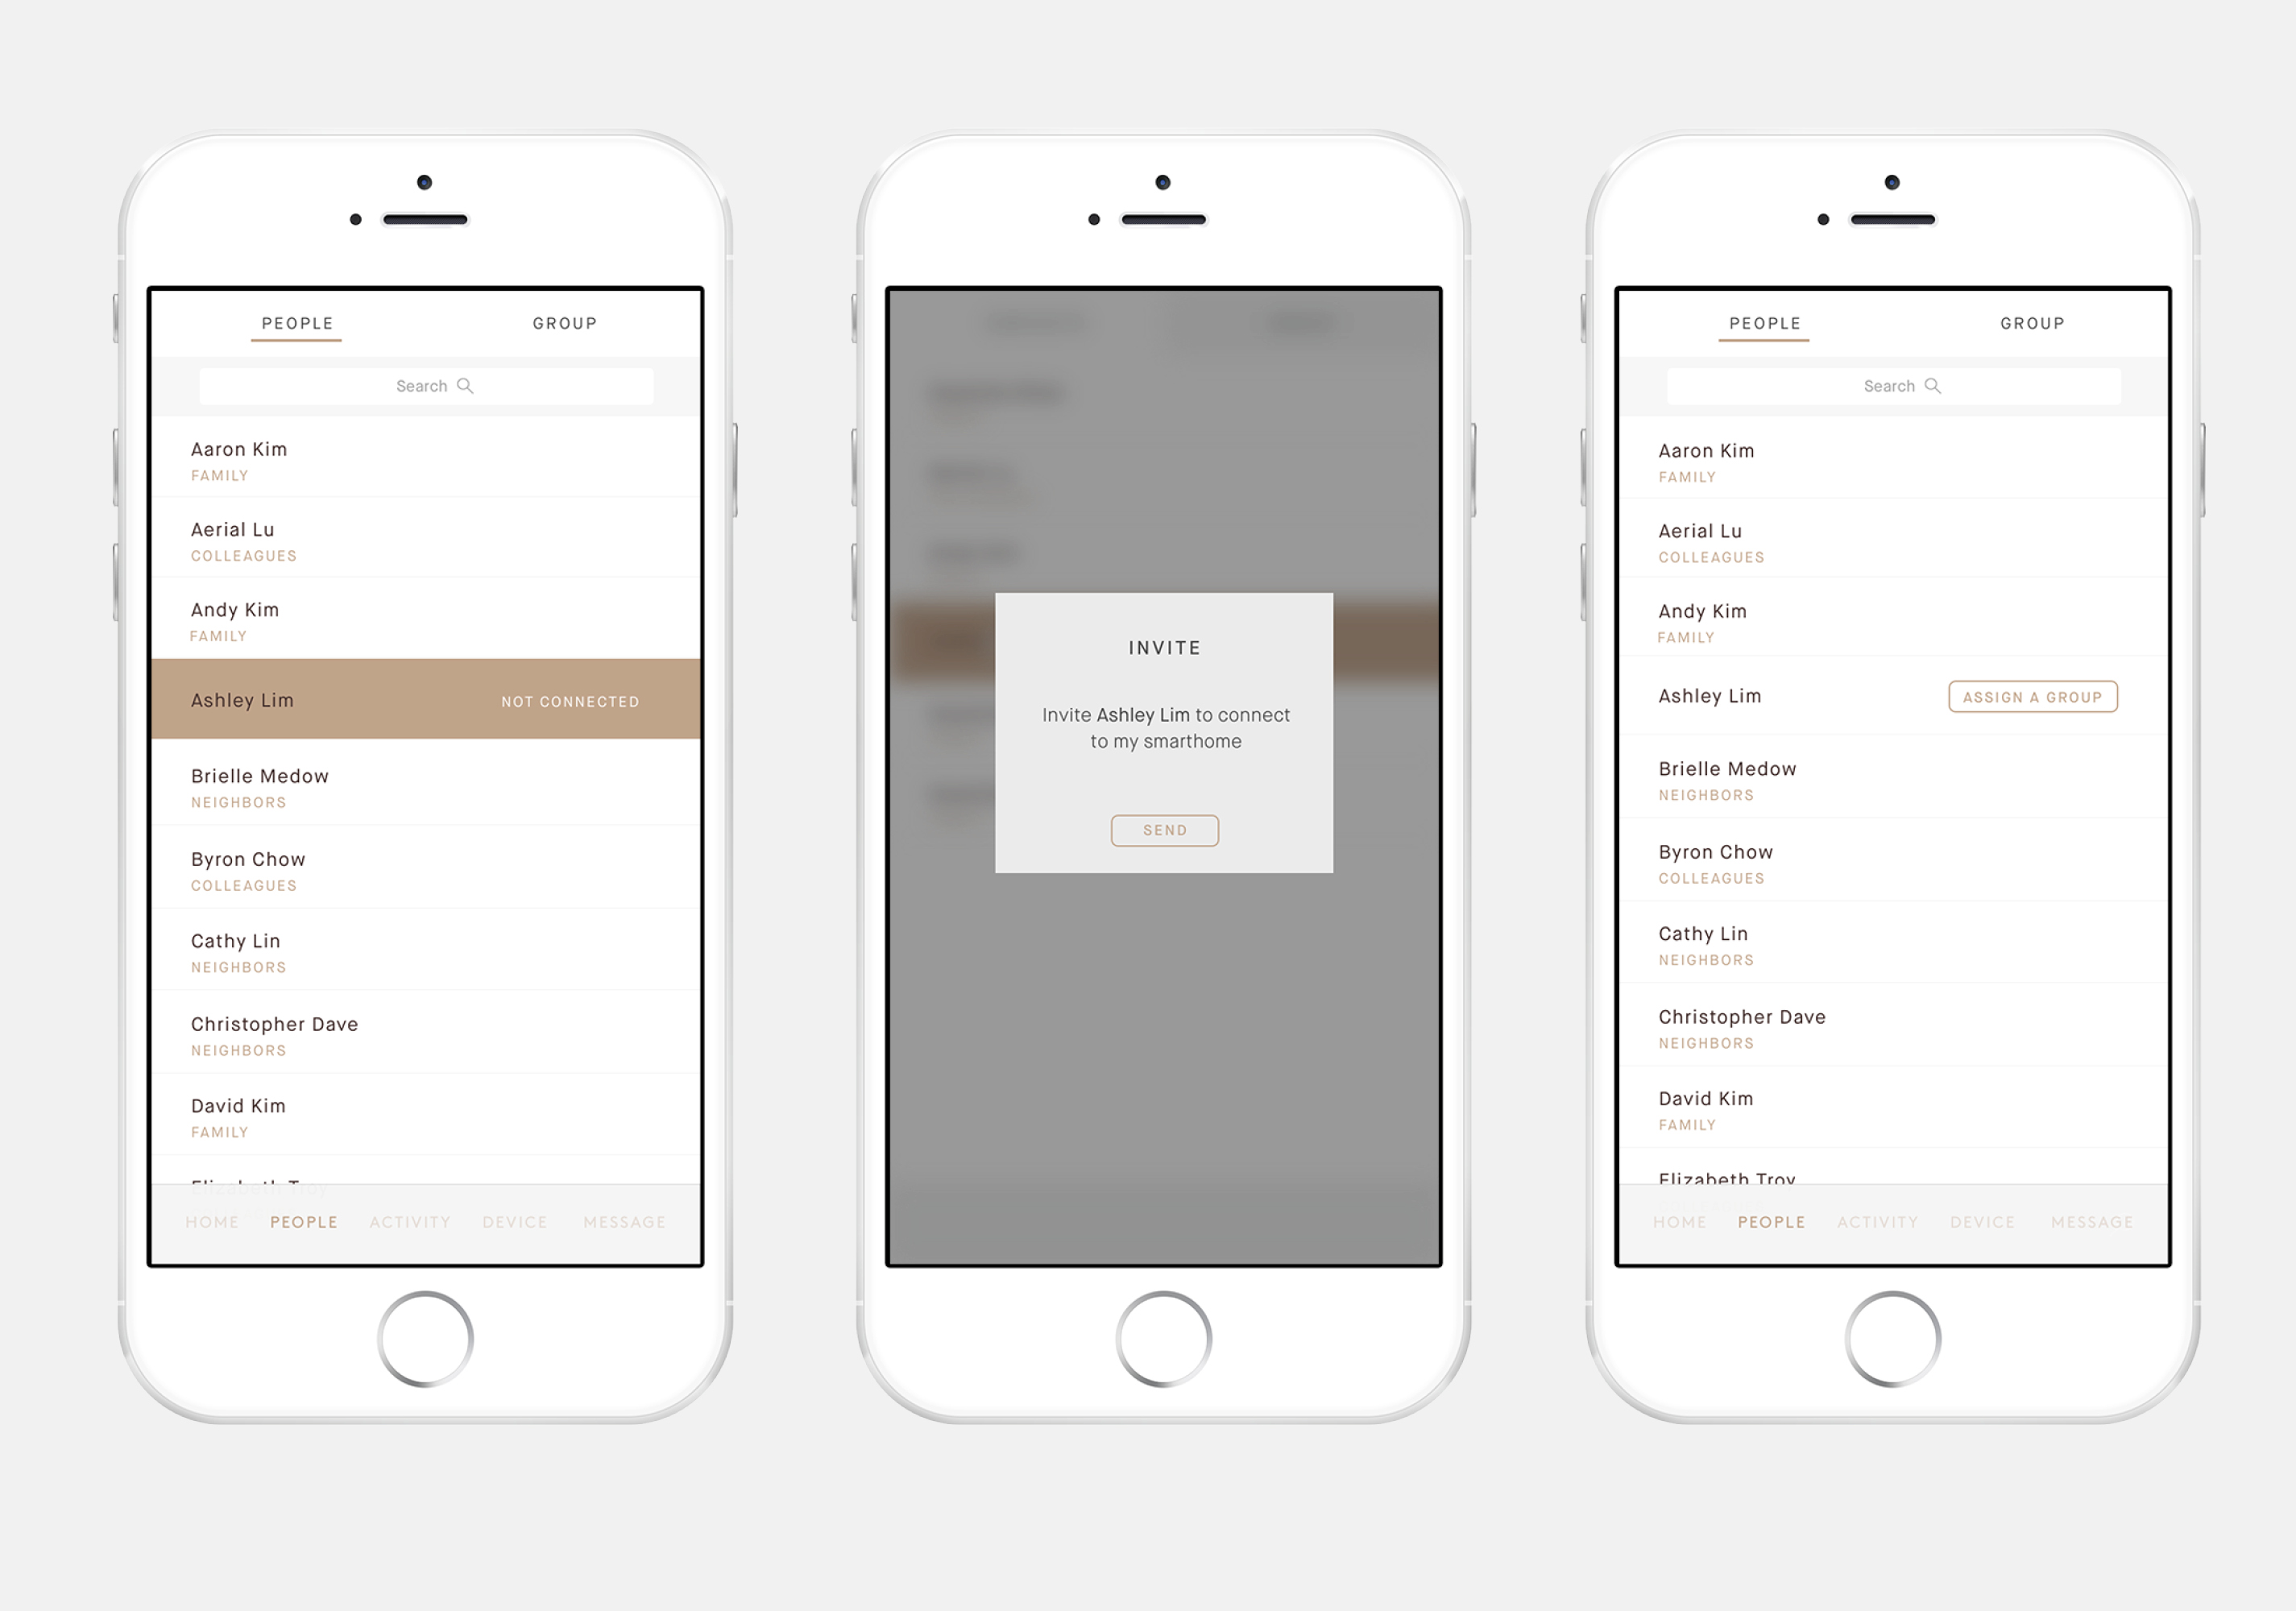 PEOPLE GROUP
Search
Aaron Kim
FAMILY
Aerial Lu
COLLEAGUES
Andy Kim
FAMILY
Ashley Lim NOT CONNECTED
Brielle Medow
NEIGHBORS
Byron Chow
COLLEAGUES
Cathy Lin
NEIGHBORS
Christopher Dave
NEIGHBORS
David Kim
FAMILY
Elizabeth Troy
HOME PEOPLE ACTIVITY DEVICE MESSAGE
INVITE
Invite Ashley Lim to connect
to my smarthome
SEND
PEOPLE GROUP
Search
Aaron Kim
FAMILY
Aerial Lu
COLLEAGUES
Andy Kim
FAMILY
Ashley Lim ASSIGN A GROUP
Brielle Medow
NEIGHBORS
Byron Chow
COLLEAGUES
Cathy Lin
NEIGHBORS
Christopher Dave
NEIGHBORS
David Kim
FAMILY
Elizabeth Troy
HOME PEOPLE ACTIVITY DEVICE MESSAGE